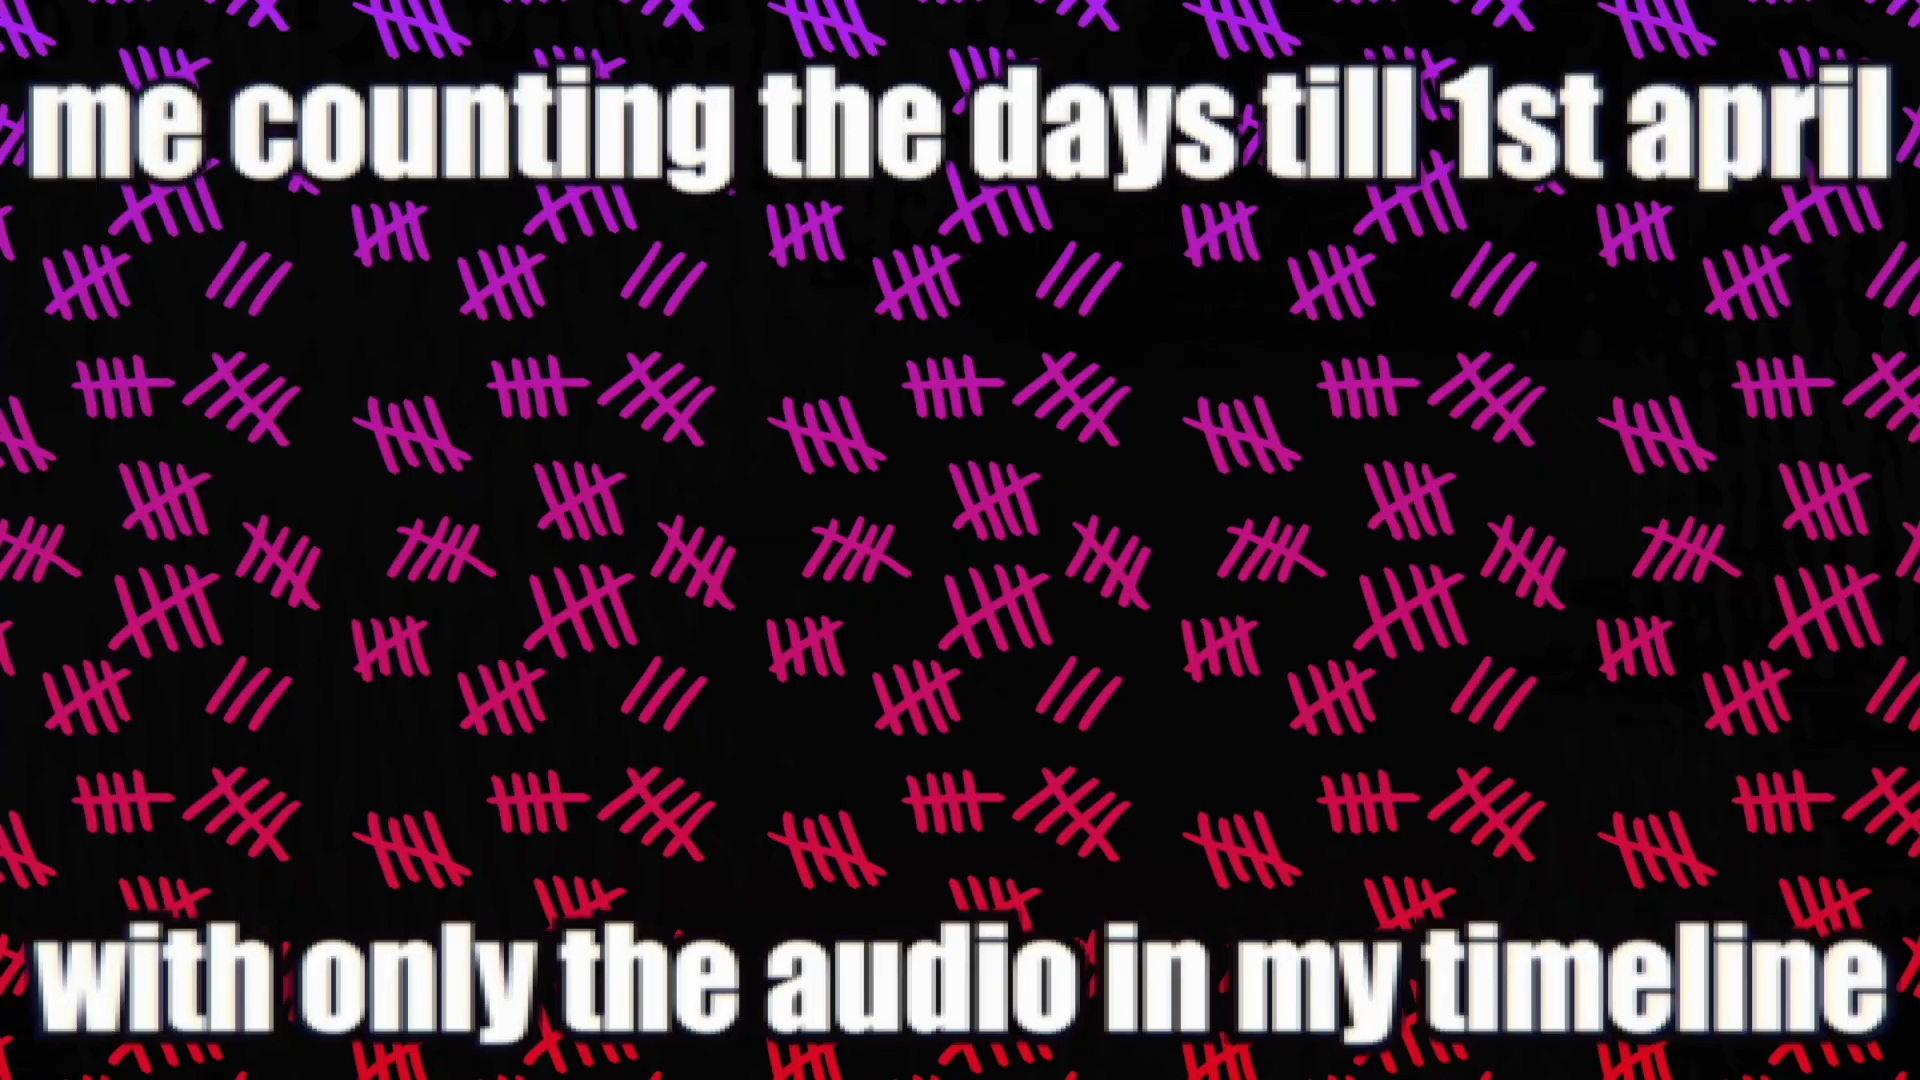 me counting the days till 1st april
with only the audio in my timeline